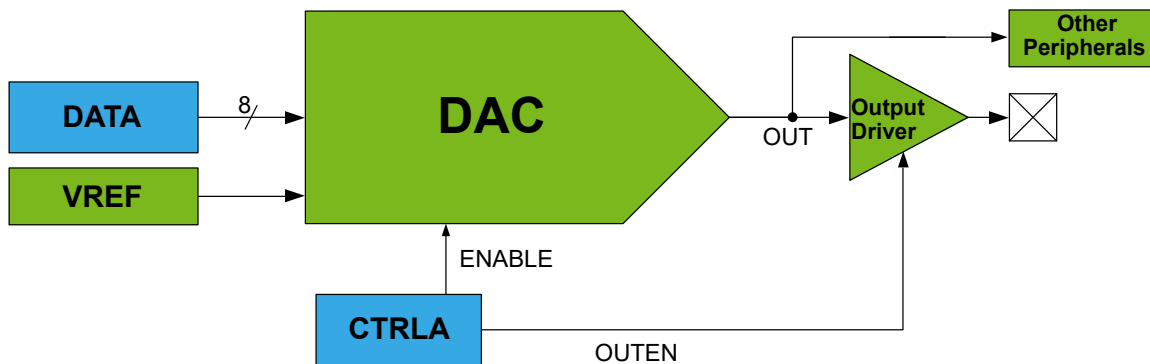 Other
Peripherals
8
DATA
DAC
Output
Driver
OUT
VREF
ENABLE
CTRLA
OUTEN